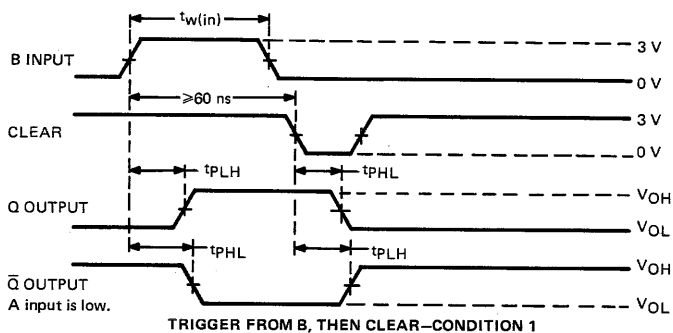 tw(in)
B INPUT
3 V
0 V
≥60 ns
CLEAR
3 V
0 V
tPLH
tPHL
Q OUTPUT
VOH
VOL
tPHL
tPLH
Q̅ OUTPUT
VOH
A input is low.
VOL
TRIGGER FROM B, THEN CLEAR—CONDITION 1